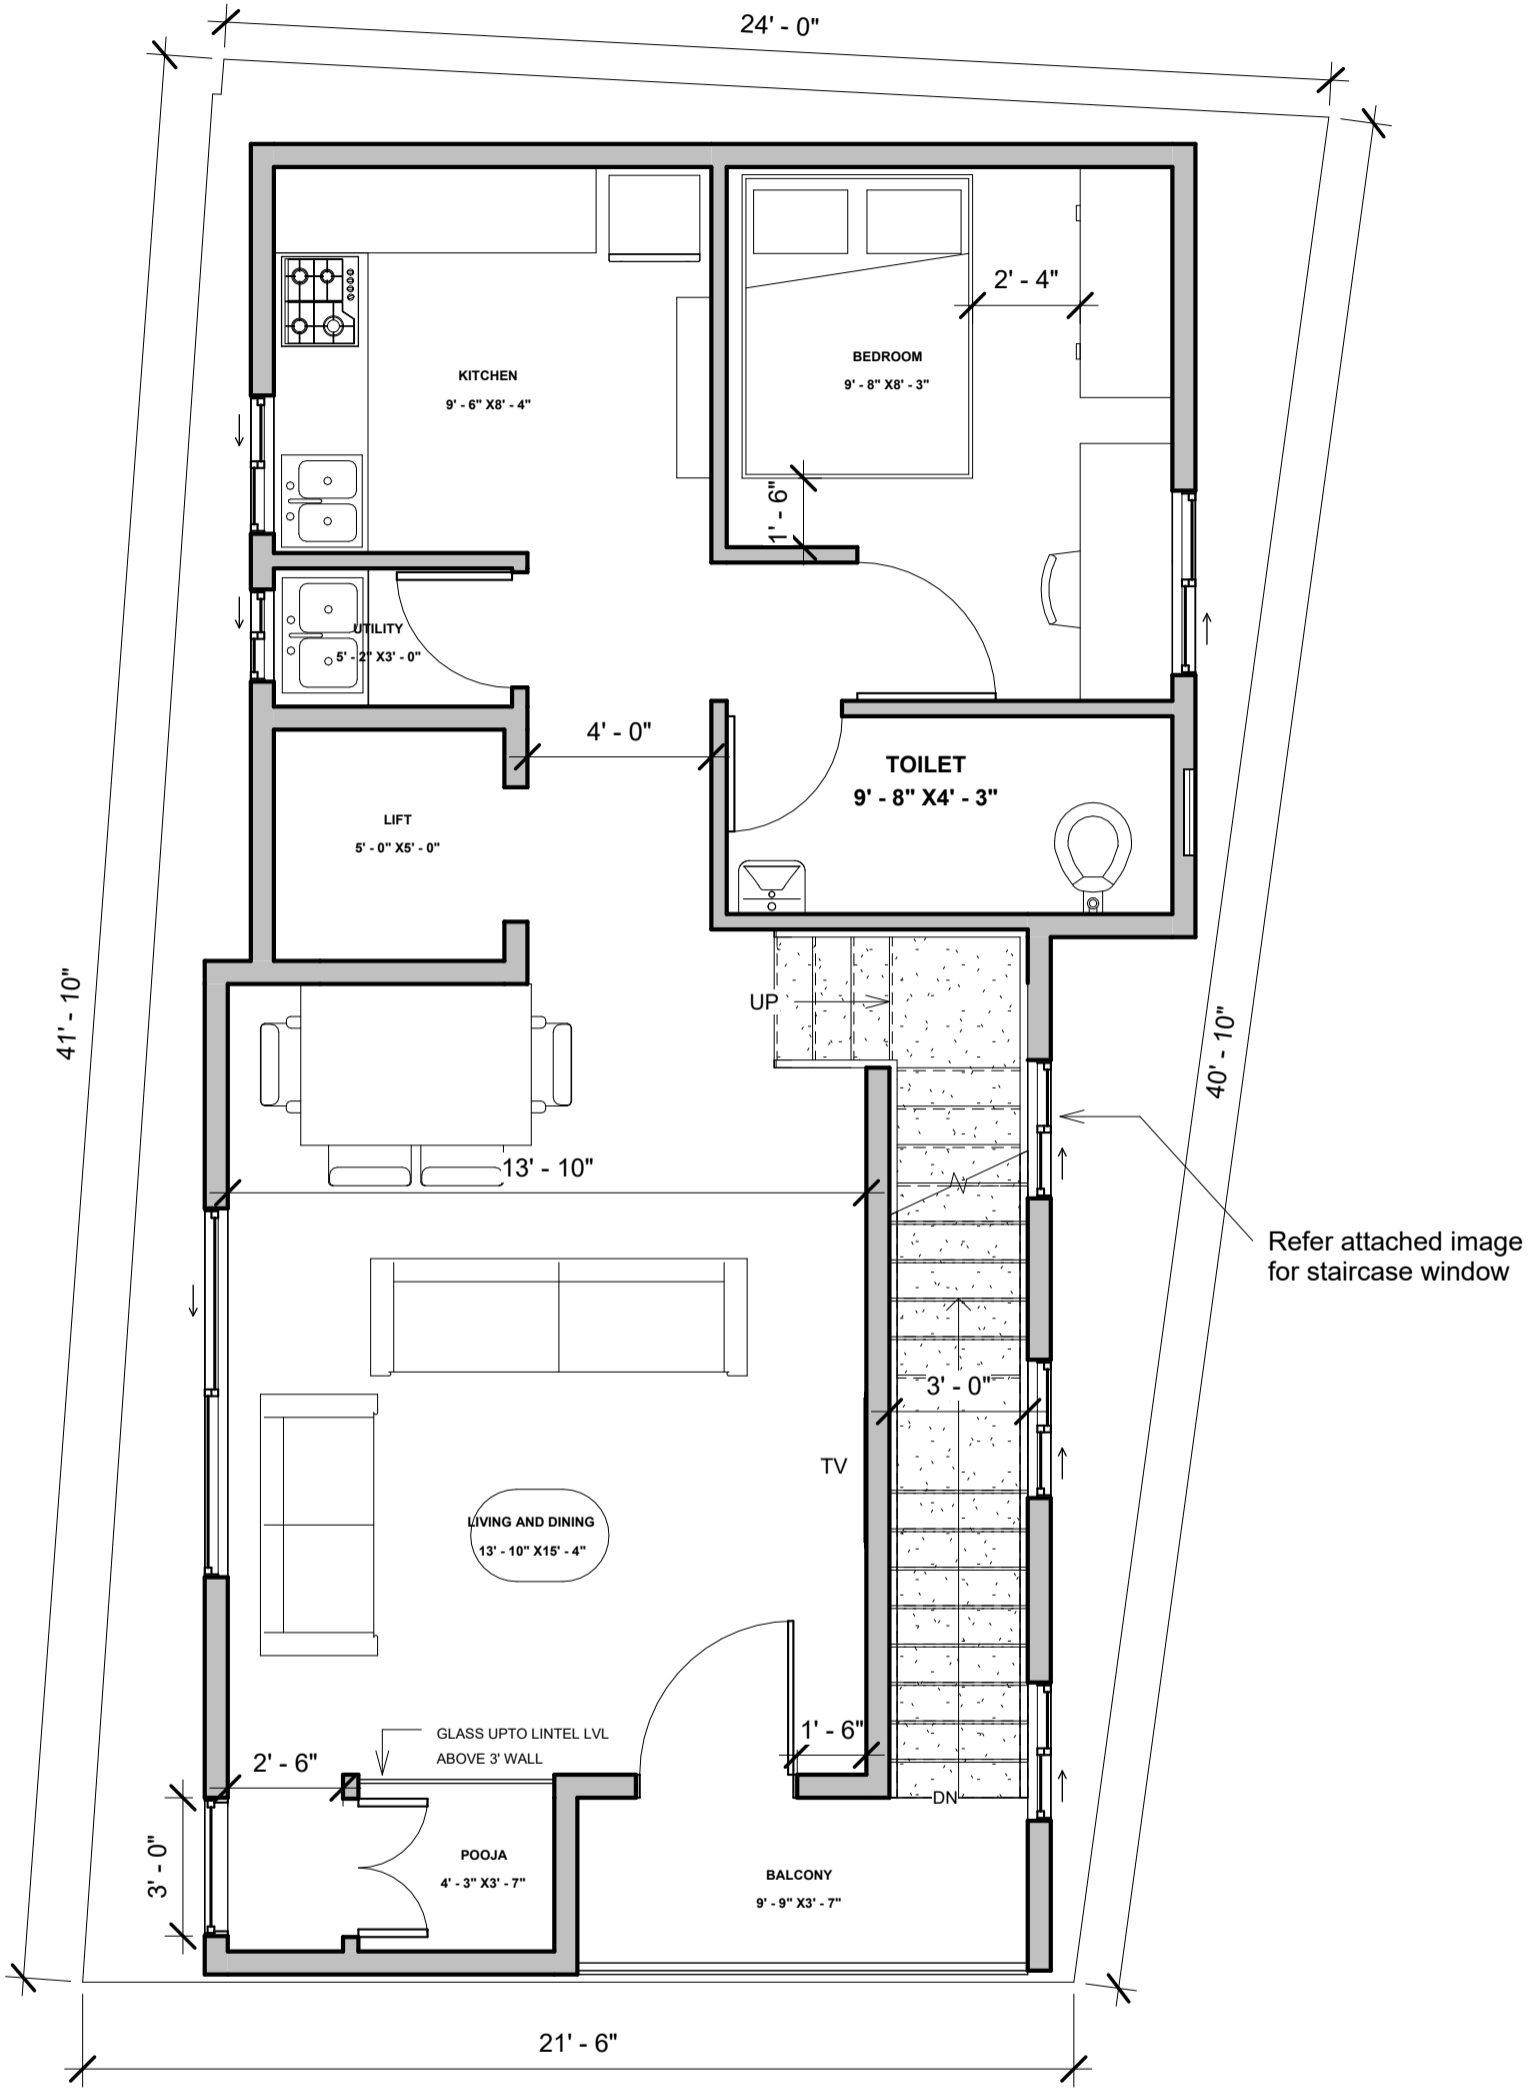 24' - 0"
2' - 4"
BEDROOM
9' - 8" X8' - 3"
KITCHEN
9' - 6" X8' - 4"
1' - 6"
UTILITY
5' - 2" X3' - 0"
4' - 0"
TOILET
9' - 8" X4' - 3"
LIFT
5' - 0" X5' - 0"
41' - 10"
UP
40' - 10"
13' - 10"
Refer attached image
for staircase window
3' - 0"
TV
LIVING AND DINING
13' - 10" X15' - 4"
GLASS UPTO LINTEL LVL
ABOVE 3' WALL
1' - 6"
2' - 6"
DN
3' - 0"
POOJA
4' - 3" X3' - 7"
BALCONY
9' - 9" X3' - 7"
21' - 6"